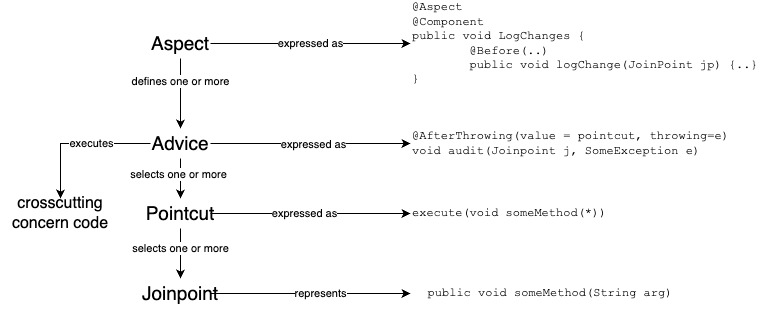 @Aspect
@Component
Aspect expressed as public void LogChanges {
@Before(..)
public void logChange(JoinPoint jp) {..}
}
defines one or more
executes Advice expressed as @AfterThrowing(value = pointcut, throwing=e)
void audit(Joinpoint j, SomeException e)
selects one or more
crosscutting
concern code
Pointcut expressed as execute(void someMethod(*))
selects one or more
Joinpoint represents public void someMethod(String arg)